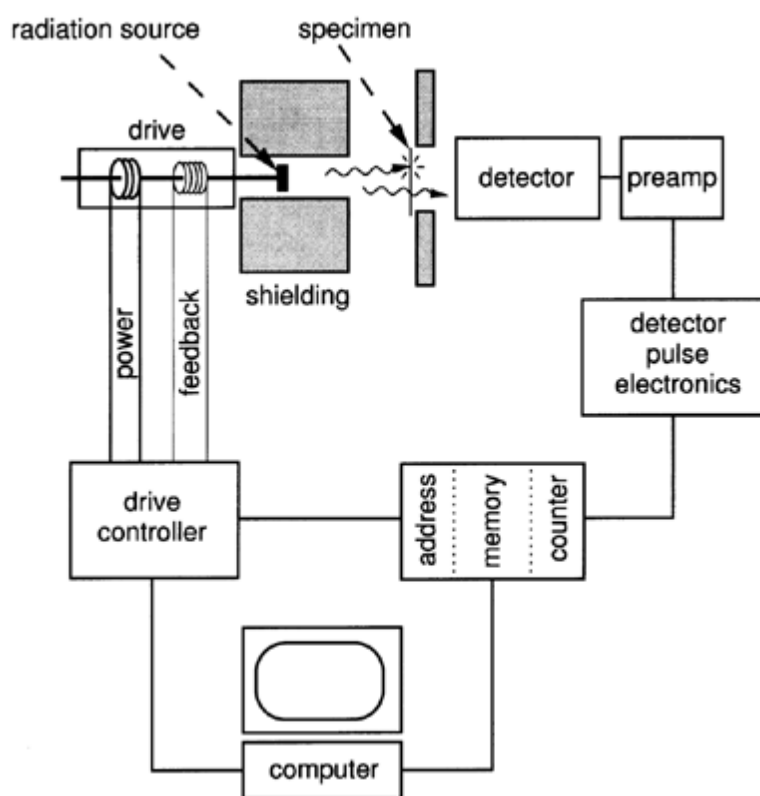 radiation source
specimen
drive
detector
preamp
shielding
power
feedback
detector
pulse
electronics
drive
controller
address
memory
counter
computer